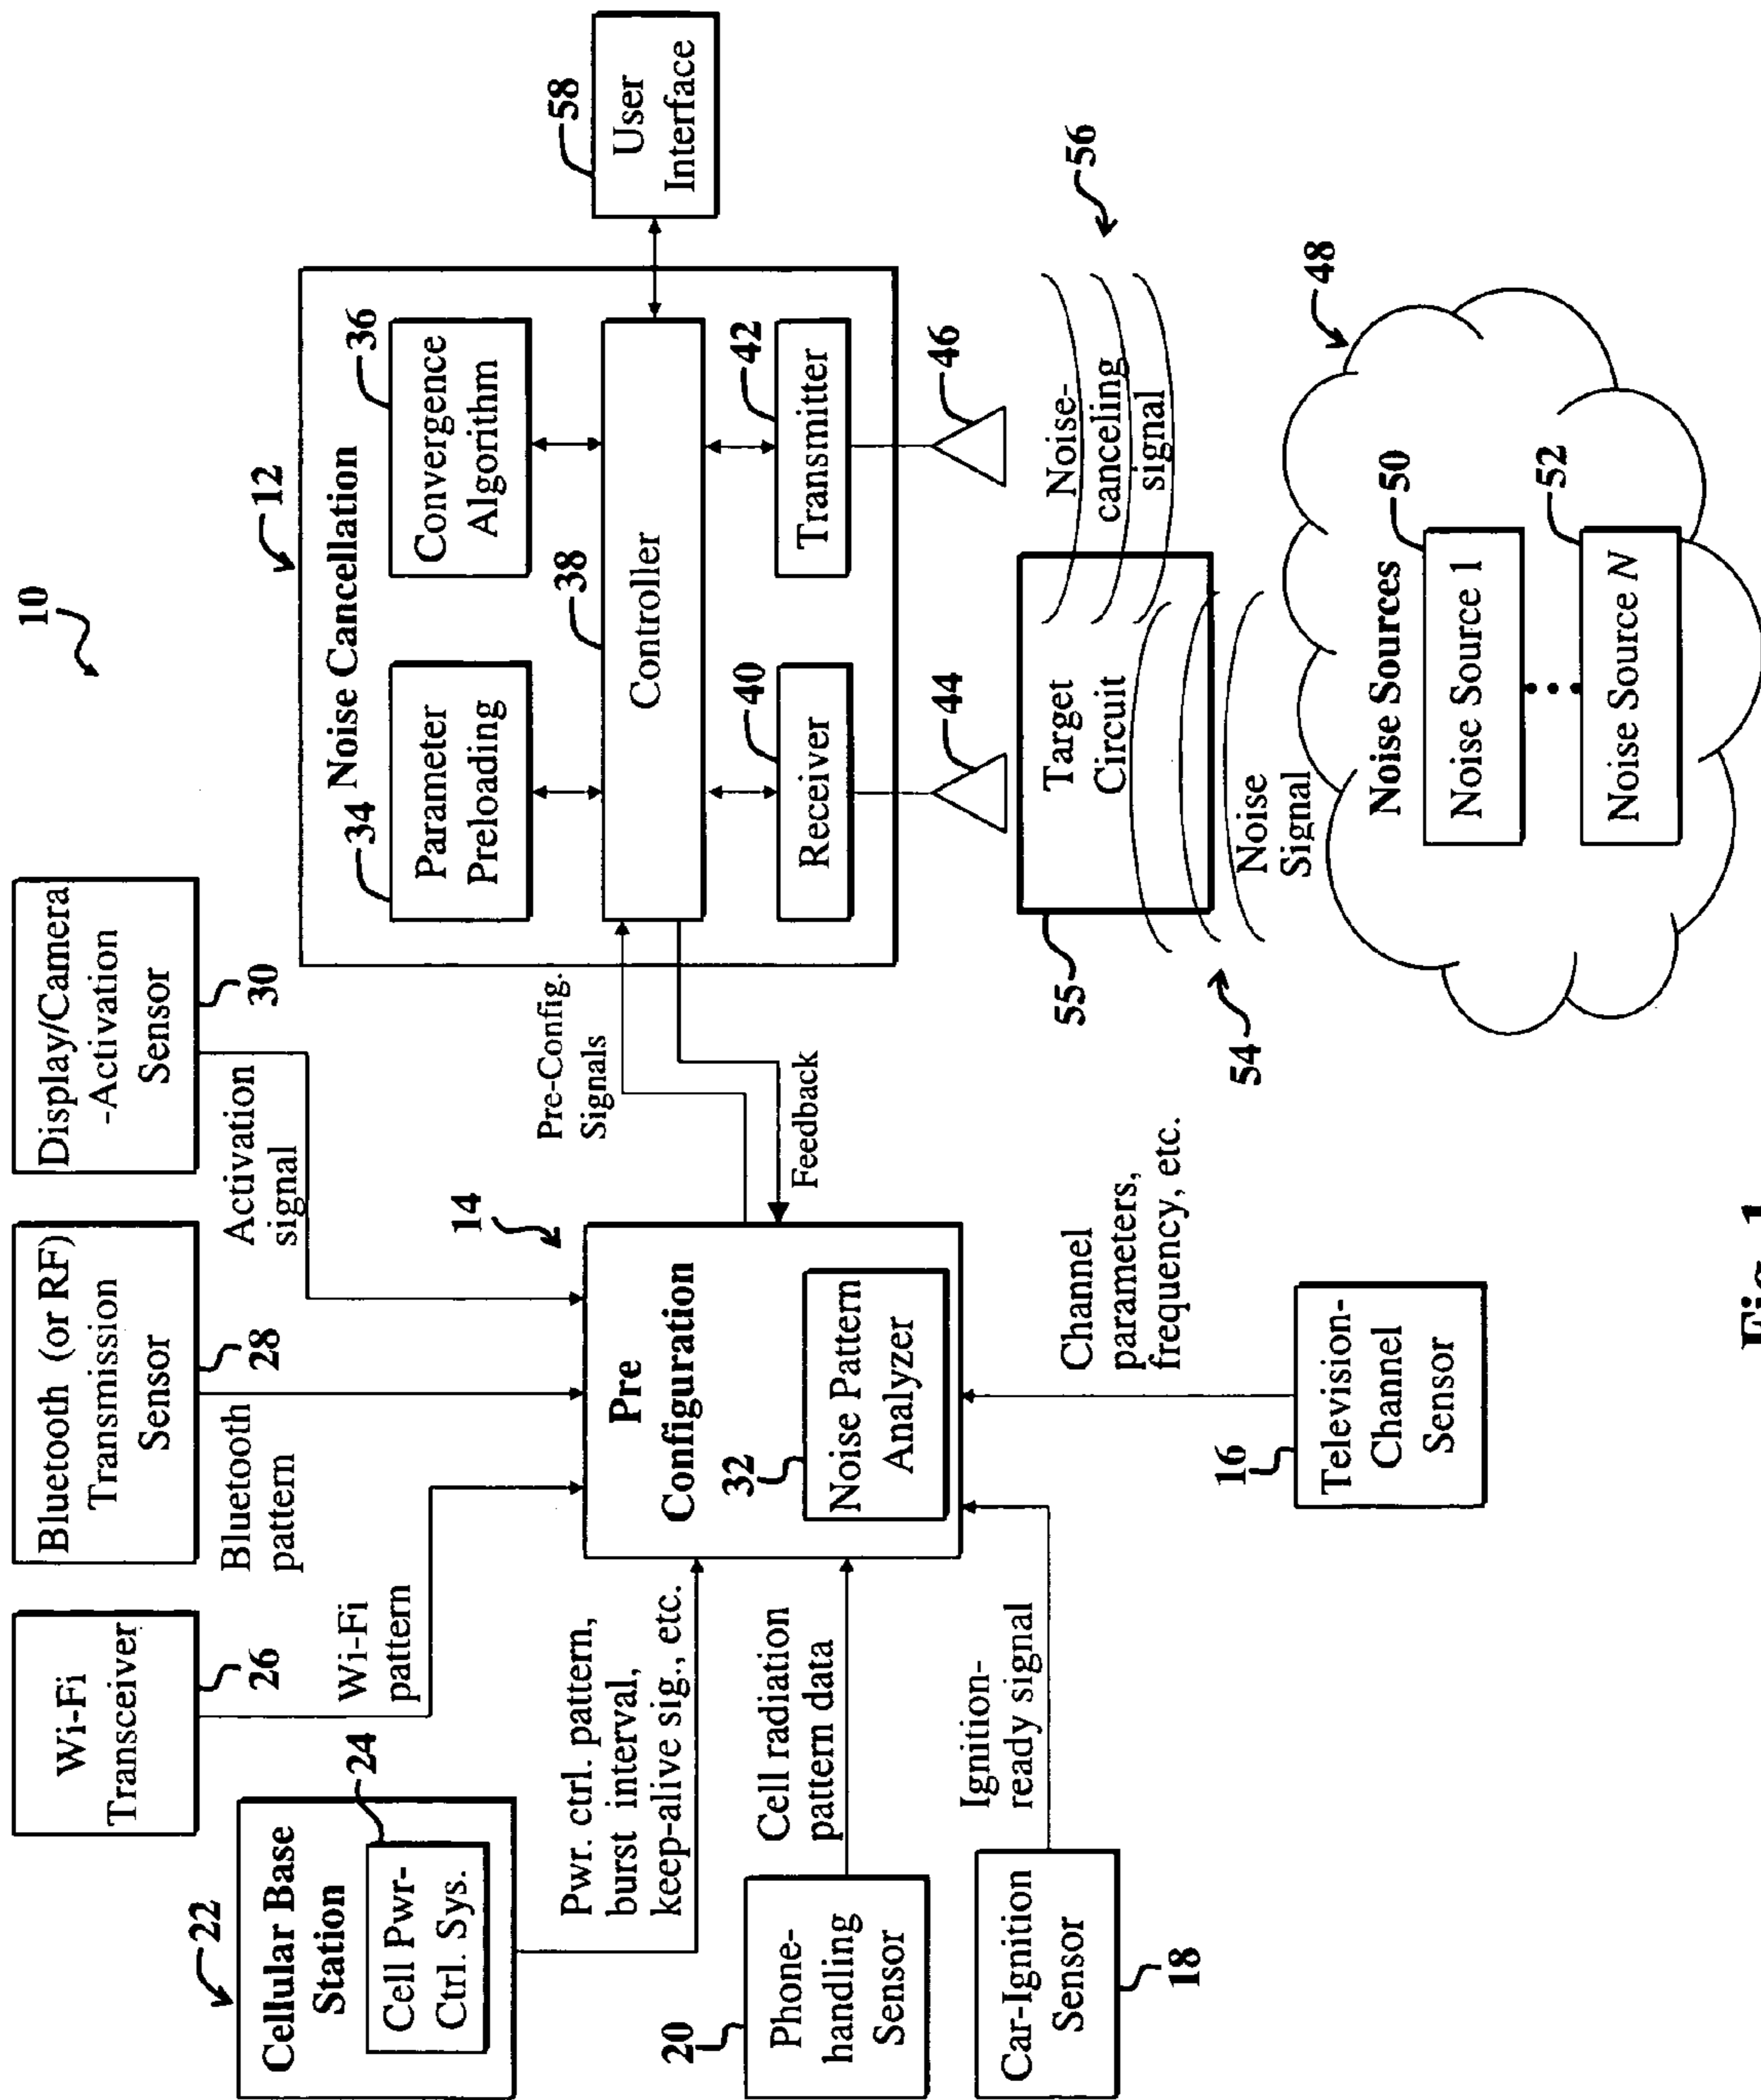 10
Wi-Fi
Transceiver
26
Bluetooth (or RF)
Transmission
Sensor
28
Display/Camera
-Activation
Sensor
30
22
Cellular Base
Station
24
Cell Pwr-
Ctrl. Sys.
Wi-Fi
pattern
Bluetooth
pattern
Activation
signal
Pwr. ctrl. pattern,
burst interval,
keep-alive sig., etc.
20
Phone-
handling
Sensor
Cell radiation
pattern data
Car-Ignition
Sensor
18
Ignition-
ready signal
14
Pre
Configuration
32
Noise Pattern
Analyzer
16
Television-
Channel
Sensor
Channel
parameters,
frequency, etc.
Pre-Config.
Signals
Feedback
12
Noise Cancellation
34
Parameter
Preloading
36
Convergence
Algorithm
38
Controller
40
Receiver
42
Transmitter
58
User
Interface
44
46
55
Target
Circuit
Noise-
canceling
signal
56
54
Noise
Signal
48
Noise Sources
50
Noise Source 1
52
Noise Source N
Fig. 1